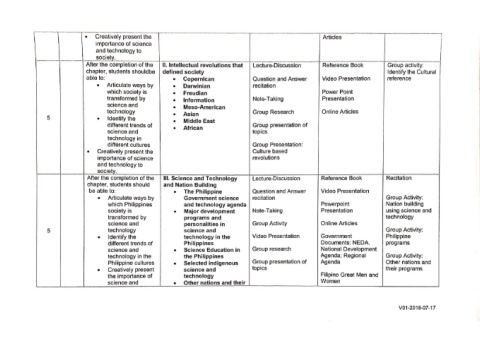 • Creatively present the
importance of science
and technology to
society.
Articles
5
After the completion of the
chapter, students shouldbe
able to:
• Articulate ways by
which society is
transformed by
science and
technology
• Identify the
different trends of
science and
technology in
different cultures
• Creatively present the
importance of science
and technology to
society.
II. Intellectual revolutions that
defined society
• Copernican
• Darwinian
• Freudian
• Information
• Meso-American
• Asian
• Middle East
• African
Lecture-Discussion
Question and Answer
recitation
Note-Taking
Group Research
Group presentation of
topics
Group Presentation:
Culture based
revolutions
Reference Book
Video Presentation
Power Point
Presentation
Online Articles
Group activity:
Identify the Cultural
reference
5
After the completion of the
chapter, students should
be able to:
• Articulate ways by
which Philippines
society is
transformed by
science and
technology
• Identify the
different trends of
science and
technology in the
Philippine cultures
• Creatively present
the importance of
science and
III. Science and Technology
and Nation Building
• The Philippine
Government science
and technology agenda
• Major development
programs and
personalities in
science and
technology in the
Philippines
• Science Education in
the Philippines
• Selected indigenous
science and
technology
• Other nations and their
Lecture-Discussion
Question and Answer
recitation
Note-Taking
Group Activity
Video Presentation
Group research
Group presentation of
topics
Reference Book
Video Presentation
Powerpoint
Presentation
Online Articles
Government
Documents: NEDA,
National Development
Agenda; Regional
Agenda
Filipino Great Men and
Women
Recitation
Group Activity:
Nation building
using science and
technology
Group Activity:
Philippine
programs
Group Activity:
Other nations and
their programs
V01-2018-07-17